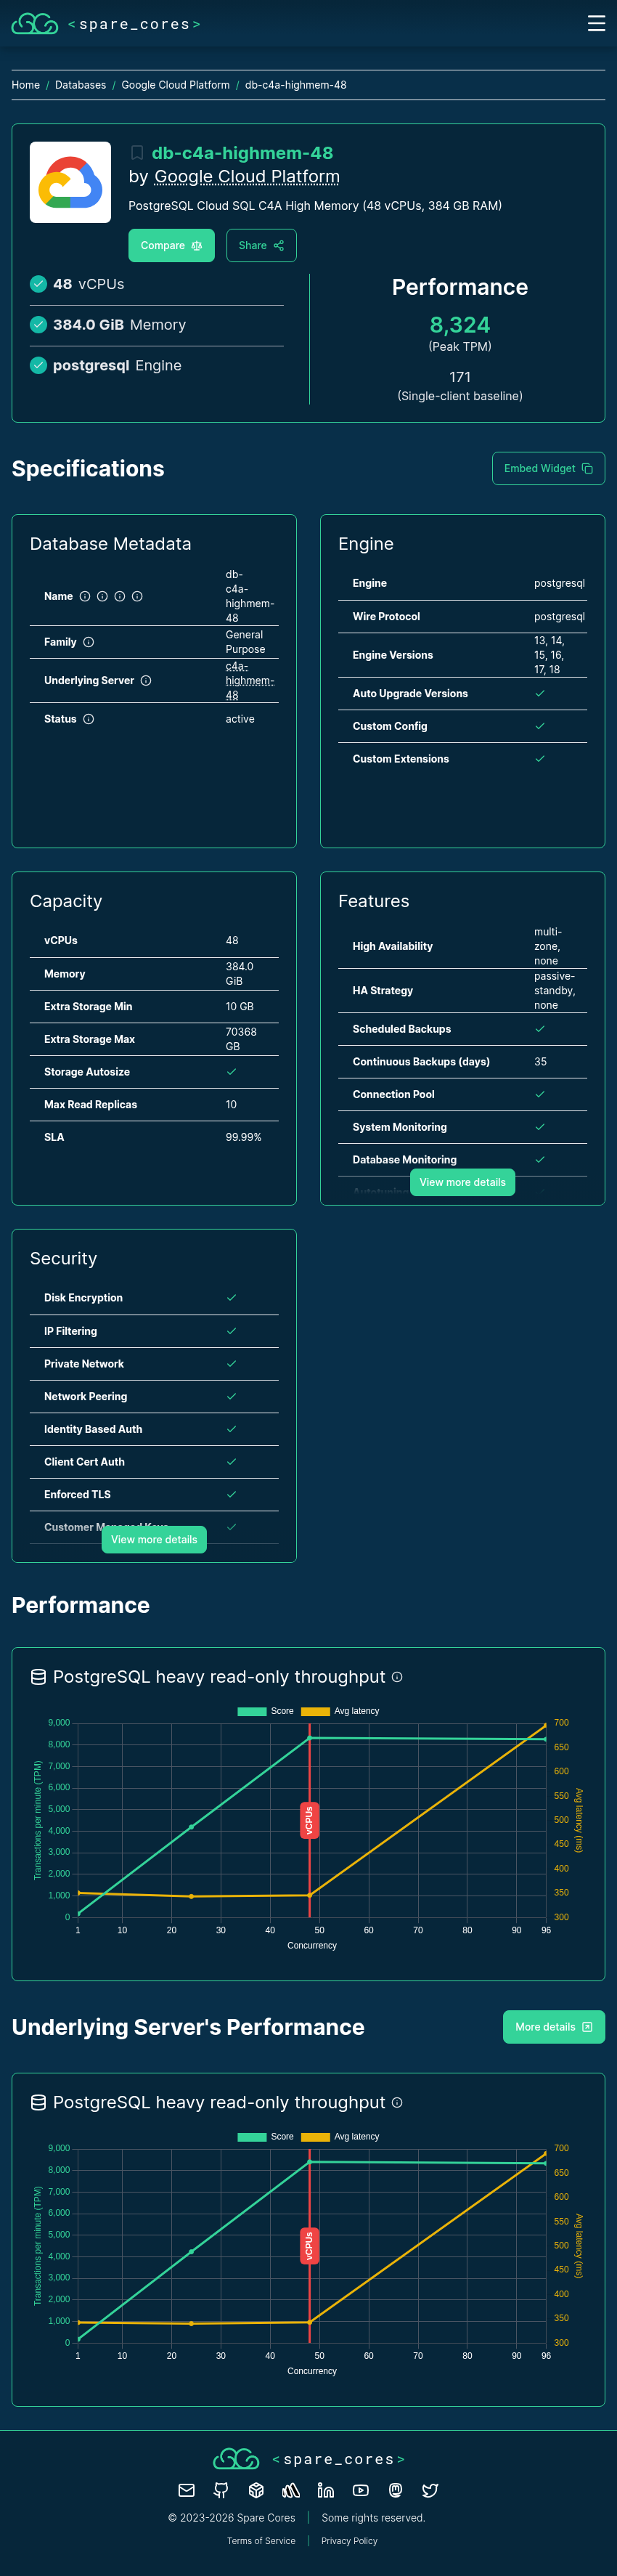 <spare_cores>
Home / Databases / Google Cloud Platform / db-c4a-highmem-48
db-c4a-highmem-48
by Google Cloud Platform
PostgreSQL Cloud SQL C4A High Memory (48 vCPUs, 384 GB RAM)
Compare
Share
48 vCPUs
384.0 GiB Memory
postgresql Engine
Performance
8,324
(Peak TPM)
171
(Single-client baseline)
Specifications
Embed Widget
Database Metadata
Name
db-
c4a-
highmem-
48
Family
General
Purpose
Underlying Server
c4a-
highmem-
48
Status
active
Engine
Engine postgresql
Wire Protocol postgresql
Engine Versions
13, 14,
15, 16,
17, 18
Auto Upgrade Versions
Custom Config
Custom Extensions
Capacity
vCPUs 48
Memory
384.0
GiB
Extra Storage Min 10 GB
Extra Storage Max
70368
GB
Storage Autosize
Max Read Replicas 10
SLA 99.99%
Features
High Availability
multi-
zone,
none
HA Strategy
passive-
standby,
none
Scheduled Backups
Continuous Backups (days) 35
Connection Pool
System Monitoring
Database Monitoring
View more details
Security
Disk Encryption
IP Filtering
Private Network
Network Peering
Identity Based Auth
Client Cert Auth
Enforced TLS
Customer Managed Keys
View more details
Performance
PostgreSQL heavy read-only throughput
Score Avg latency
Transactions per minute (TPM)
9,000
8,000
7,000
6,000
5,000
4,000
3,000
2,000
1,000
0
vCPUs
700
650
600
550
500
450
400
350
300
Avg latency (ms)
1 10 20 30 40 50 60 70 80 90 96
Concurrency
Underlying Server's Performance
More details
PostgreSQL heavy read-only throughput
Score Avg latency
Transactions per minute (TPM)
9,000
8,000
7,000
6,000
5,000
4,000
3,000
2,000
1,000
0
vCPUs
700
650
600
550
500
450
400
350
300
Avg latency (ms)
1 10 20 30 40 50 60 70 80 90 96
Concurrency
<spare_cores>
© 2023-2026 Spare Cores | Some rights reserved.
Terms of Service | Privacy Policy